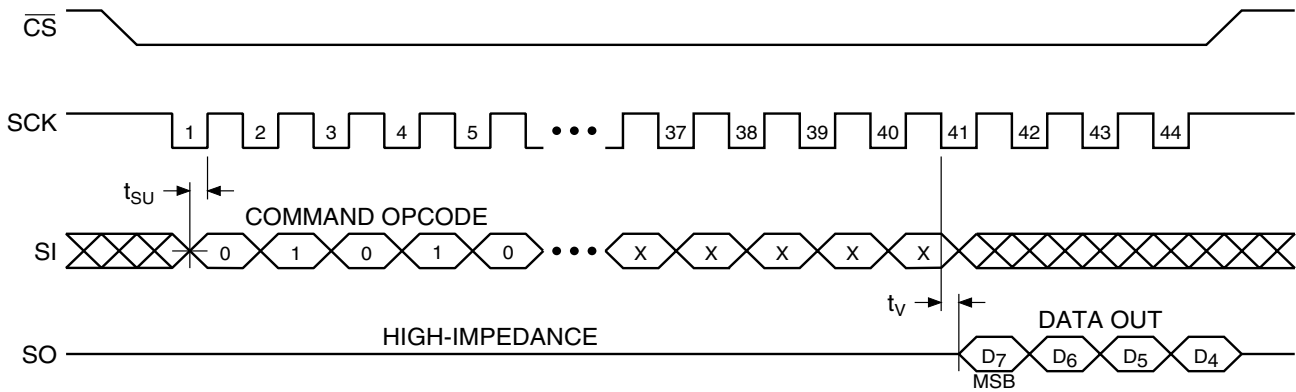 CS
SCK
1 2 3 4 5 ••• 37 38 39 40 41 42 43 44
tSU
COMMAND OPCODE
SI
0 1 0 1 0 ••• X X X X X
tV
HIGH-IMPEDANCE
DATA OUT
SO
D7 D6 D5 D4
MSB